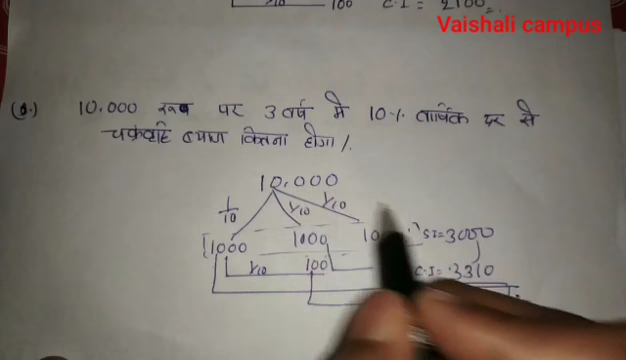 100 C.I = 2100
Vaishali campus
(Q.) 10.000 रूपए पर 3 वर्ष में 10% वार्षिक दर से
चक्रवृद्धि ब्याज कितना होगा
10.000
1/10 1/10 1/10
1000 1000 S.I = 3000
1/10 100 C.I = 3310